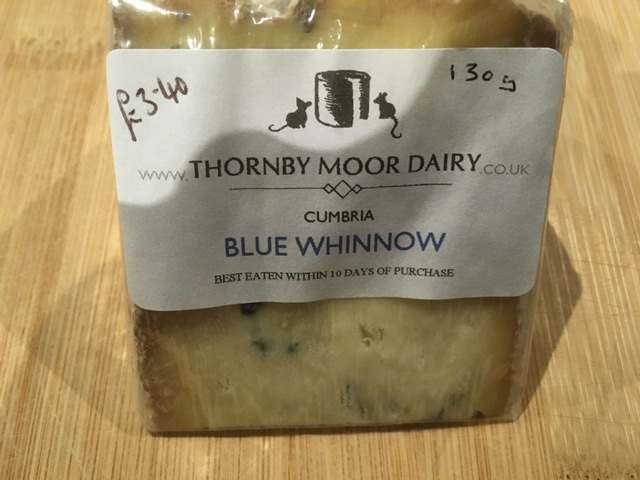 £3·40
130g
www.THORNBY MOOR DAIRY.CO.UK
CUMBRIA
BLUE WHINNOW
BEST EATEN WITHIN 10 DAYS OF PURCHASE